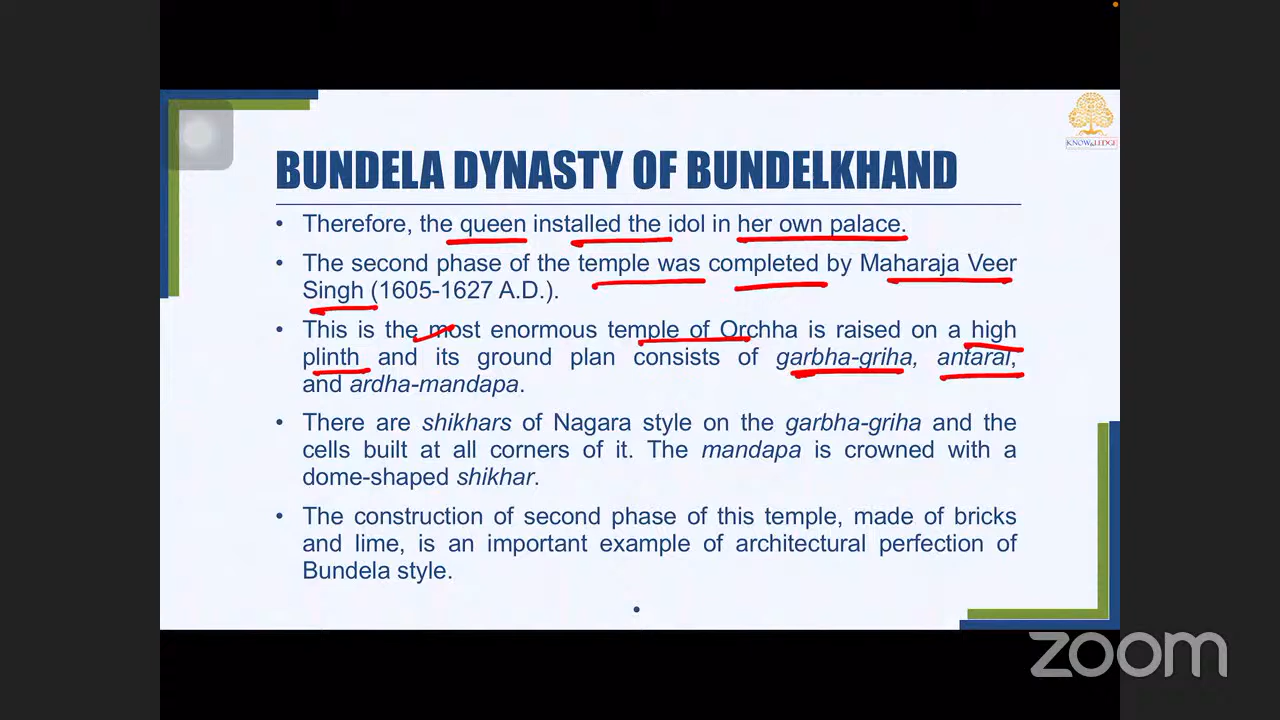 KNOWLEDGE
BUNDELA DYNASTY OF BUNDELKHAND
• Therefore, the queen installed the idol in her own palace.
• The second phase of the temple was completed by Maharaja Veer
Singh (1605-1627 A.D.).
• This is the most enormous temple of Orchha is raised on a high
plinth and its ground plan consists of garbha-griha, antaral,
and ardha-mandapa.
• There are shikhars of Nagara style on the garbha-griha and the
cells built at all corners of it. The mandapa is crowned with a
dome-shaped shikhar.
• The construction of second phase of this temple, made of bricks
and lime, is an important example of architectural perfection of
Bundela style.
•
zoom